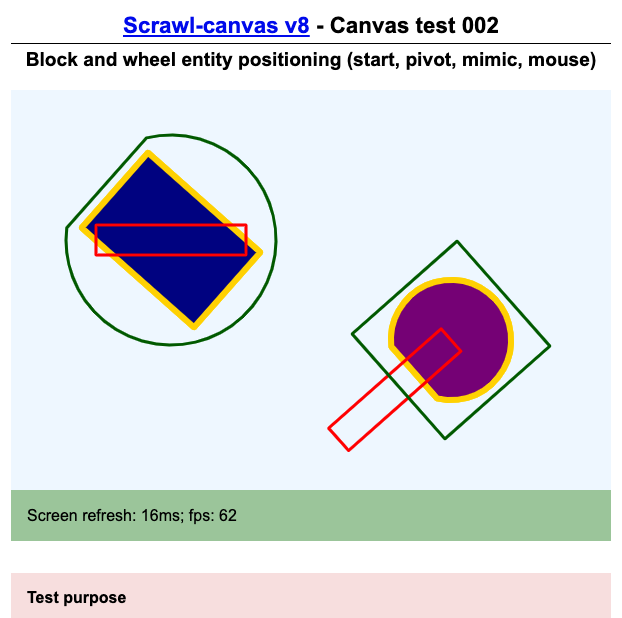 Scrawl-canvas v8 - Canvas test 002
Block and wheel entity positioning (start, pivot, mimic, mouse)
Screen refresh: 16ms; fps: 62
Test purpose